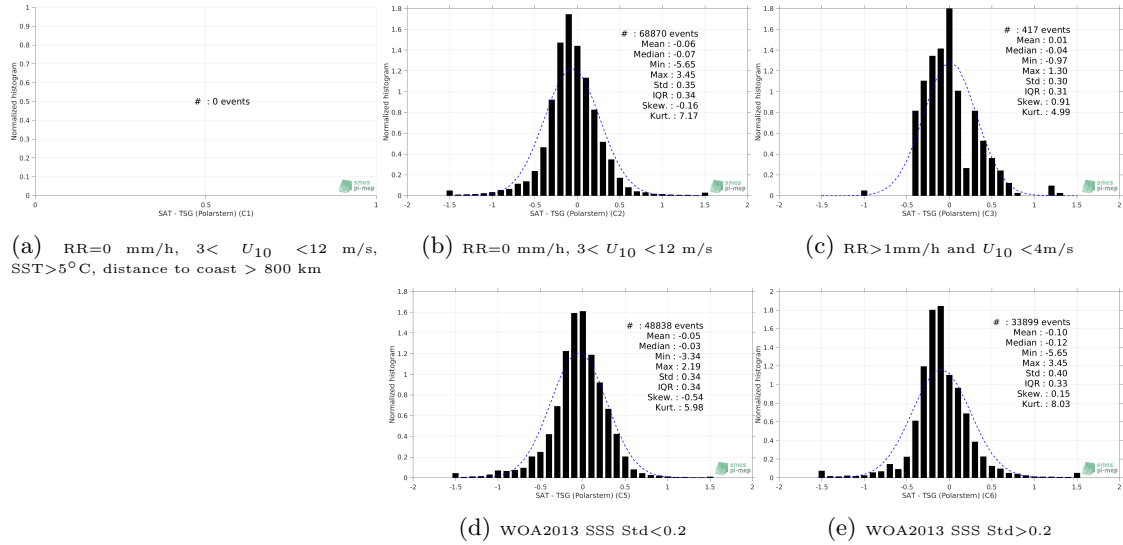 1
0.9
0.8
0.7
0.6
0.5
0.4
0.3
0.2
0.1
0
Normalized histogram
# : 0 events
smos
pi-mep
0 0.5 1
SAT - TSG (Polarstern) (C1)
(a) RR=0 mm/h, 3< U10 <12 m/s,
SST>5°C, distance to coast > 800 km
1.8
1.6
1.4
1.2
1
0.8
0.6
0.4
0.2
0
Normalized histogram
# : 68870 events
Mean : -0.06
Median : -0.07
Min : -5.65
Max : 3.45
Std : 0.35
IQR : 0.34
Skew. : -0.16
Kurt. : 7.17
smos
pi-mep
-2 -1.5 -1 -0.5 0 0.5 1 1.5 2
SAT - TSG (Polarstern) (C2)
(b) RR=0 mm/h, 3< U10 <12 m/s
1.8
1.6
1.4
1.2
1
0.8
0.6
0.4
0.2
0
Normalized histogram
# : 417 events
Mean : 0.01
Median : -0.04
Min : -0.97
Max : 1.30
Std : 0.30
IQR : 0.31
Skew. : 0.91
Kurt. : 4.99
smos
pi-mep
-2 -1.5 -1 -0.5 0 0.5 1 1.5 2
SAT - TSG (Polarstern) (C3)
(c) RR>1mm/h and U10 <4m/s
1.8
1.6
1.4
1.2
1
0.8
0.6
0.4
0.2
0
Normalized histogram
# : 48838 events
Mean : -0.05
Median : -0.03
Min : -3.34
Max : 2.19
Std : 0.34
IQR : 0.34
Skew. : -0.54
Kurt. : 5.98
smos
pi-mep
-2 -1.5 -1 -0.5 0 0.5 1 1.5 2
SAT - TSG (Polarstern) (C5)
(d) WOA2013 SSS Std<0.2
2
1.8
1.6
1.4
1.2
1
0.8
0.6
0.4
0.2
0
Normalized histogram
# : 33899 events
Mean : -0.10
Median : -0.12
Min : -5.65
Max : 3.45
Std : 0.40
IQR : 0.33
Skew. : 0.15
Kurt. : 8.03
smos
pi-mep
-2 -1.5 -1 -0.5 0 0.5 1 1.5 2
SAT - TSG (Polarstern) (C6)
(e) WOA2013 SSS Std>0.2